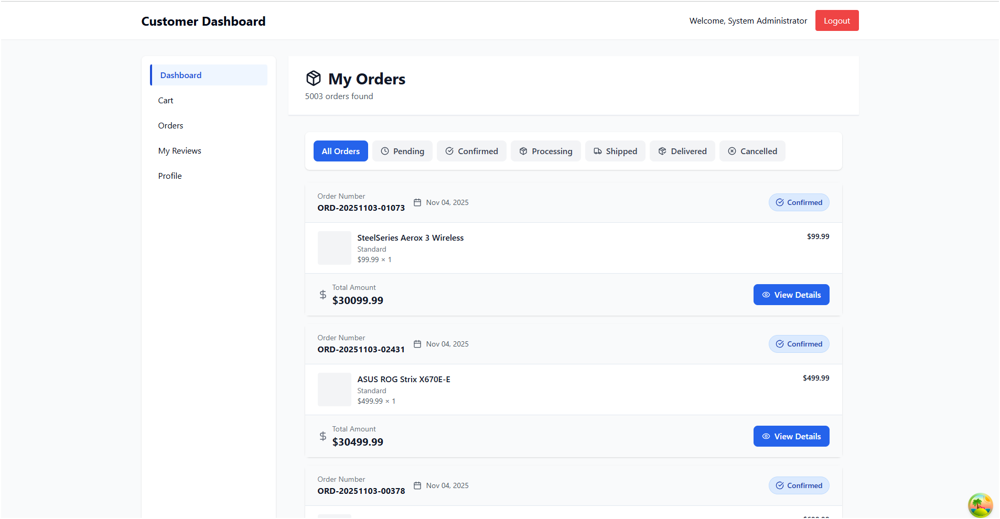 Customer Dashboard
Welcome, System Administrator
Logout
Dashboard
Cart
Orders
My Reviews
Profile
My Orders
5003 orders found
All Orders
Pending
Confirmed
Processing
Shipped
Delivered
Cancelled
Order Number
ORD-20251103-01073
Nov 04, 2025
Confirmed
SteelSeries Aerox 3 Wireless
Standard
$99.99 × 1
$99.99
$ Total Amount
$30099.99
View Details
Order Number
ORD-20251103-02431
Nov 04, 2025
Confirmed
ASUS ROG Strix X670E-E
Standard
$499.99 × 1
$499.99
$ Total Amount
$30499.99
View Details
Order Number
ORD-20251103-00378
Nov 04, 2025
Confirmed